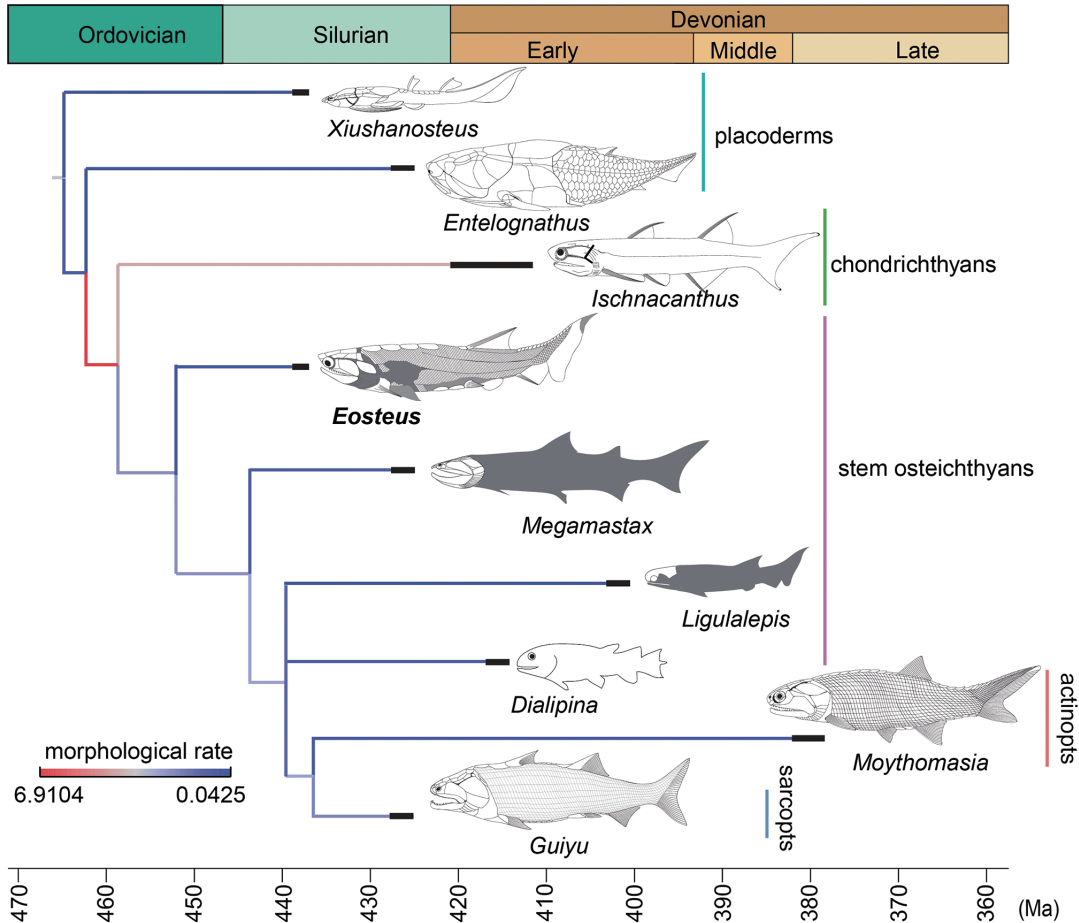 Devonian
Ordovician
Silurian
Early
Middle
Late
Xiushanosteus
placoderms
Entelognathus
chondrichthyans
Ischnacanthus
Eosteus
stem osteichthyans
Megamastax
Ligulalepis
Dialipina
actinopts
morphological rate
Moythomasia
6.9104
0.0425
sarcopts
Guiyu
470
460
450
440
430
420
410
400
390
380
370
360
(Ma)